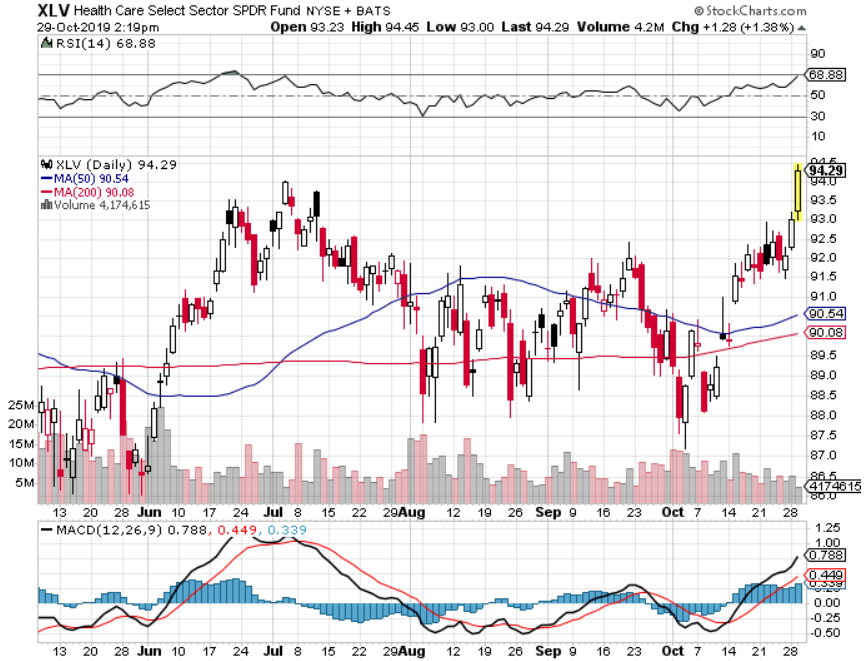 XLV Health Care Select Sector SPDR Fund NYSE + BATS © StockCharts.com
29-Oct-2019 2:19pm Open 93.23 High 94.45 Low 93.00 Last 94.29 Volume 4.2M Chg +1.28 (+1.38%)
RSI(14) 68.88
90
68.88
50
30
10
XLV (Daily) 94.29
MA(50) 90.54
MA(200) 90.08
Volume 4,174,615
94.5
94.29
94.0
93.5
93.0
92.5
92.0
91.5
91.0
90.54
90.08
89.5
89.0
88.5
88.0
87.5
87.0
86.5
4174615
86.0
25M
20M
15M
10M
5M
13 20 28 Jun 10 17 24 Jul 8 15 22 29 Aug 12 19 26 Sep 9 16 23 Oct 7 14 21 28
MACD(12,26,9) 0.788, 0.449, 0.339
1.25
1.00
0.788
0.449
0.339
0.00
-0.25
-0.50
13 20 28 Jun 10 17 24 Jul 8 15 22 29 Aug 12 19 26 Sep 9 16 23 Oct 7 14 21 28